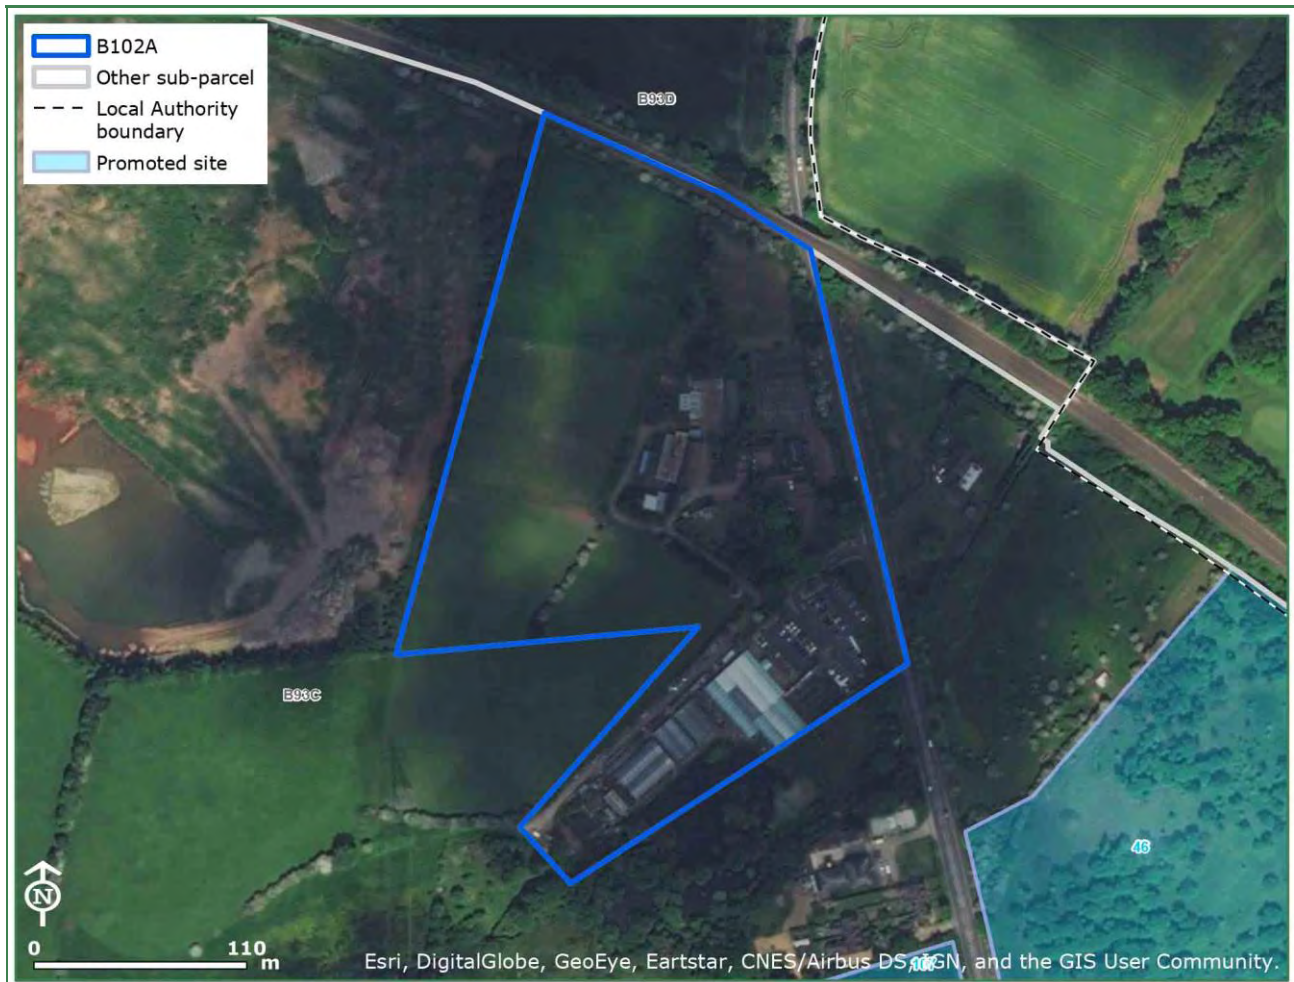 B102A
Other sub-parcel
Local Authority
boundary
Promoted site
B93D
B93C
46
N
0 110
m
Esri, DigitalGlobe, GeoEye, Eartstar, CNES/Airbus DS, and the GIS User Community.